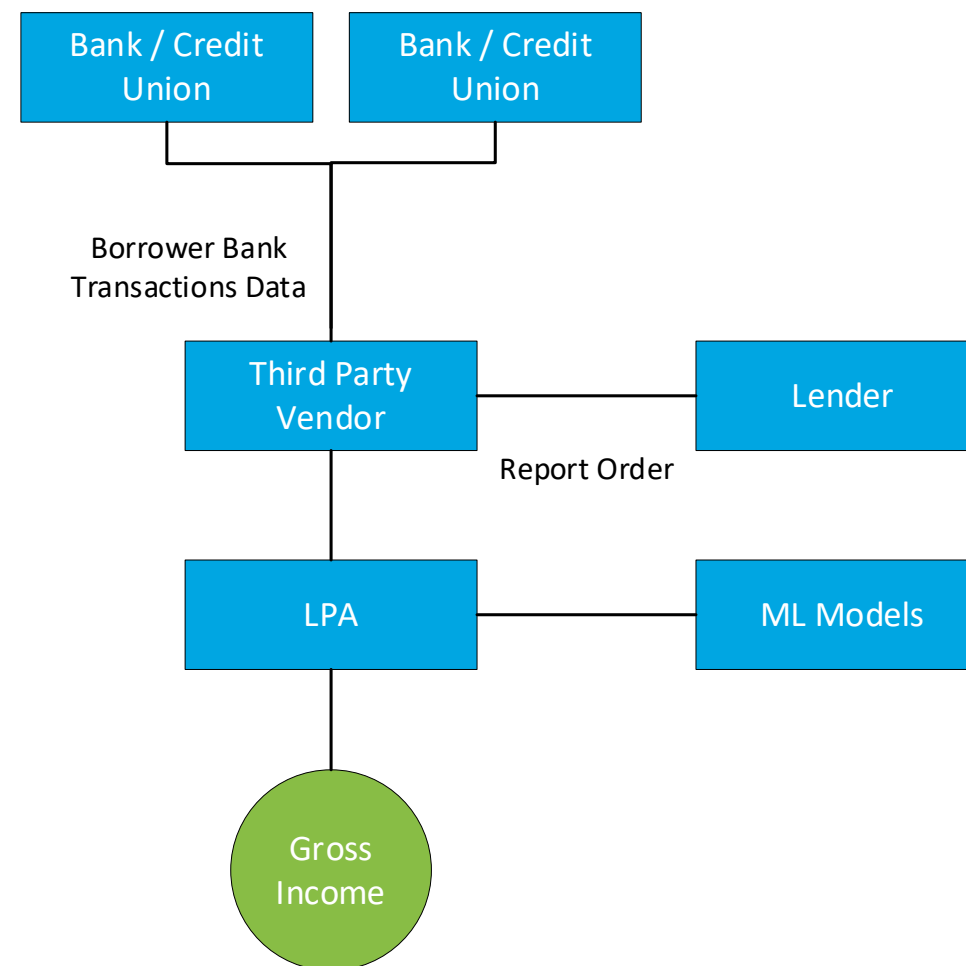 Bank / Credit
Union
Bank / Credit
Union
Borrower Bank
Transactions Data
Third Party
Vendor
Lender
Report Order
LPA
ML Models
Gross
Income